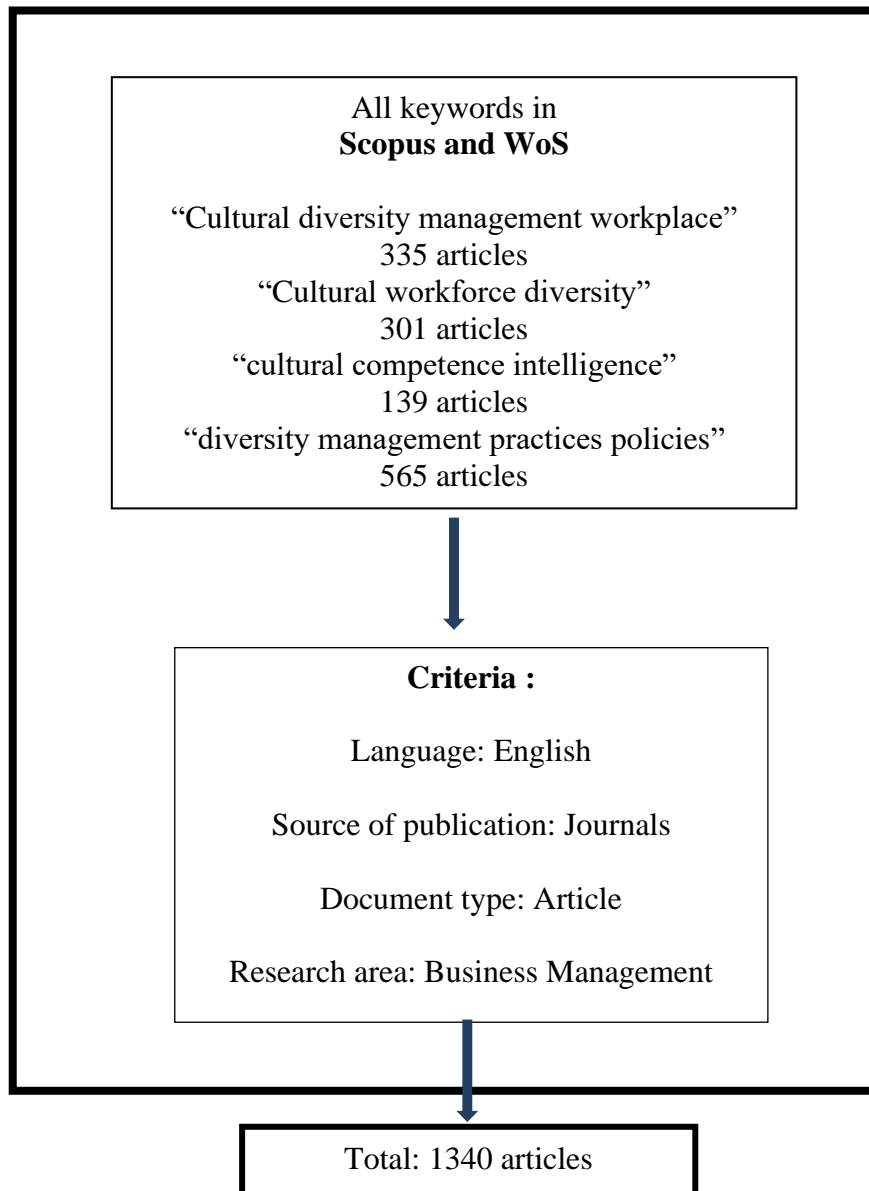 All keywords in
Scopus and WoS
“Cultural diversity management workplace”
335 articles
“Cultural workforce diversity”
301 articles
“cultural competence intelligence”
139 articles
“diversity management practices policies”
565 articles
Criteria :
Language: English
Source of publication: Journals
Document type: Article
Research area: Business Management
Total: 1340 articles